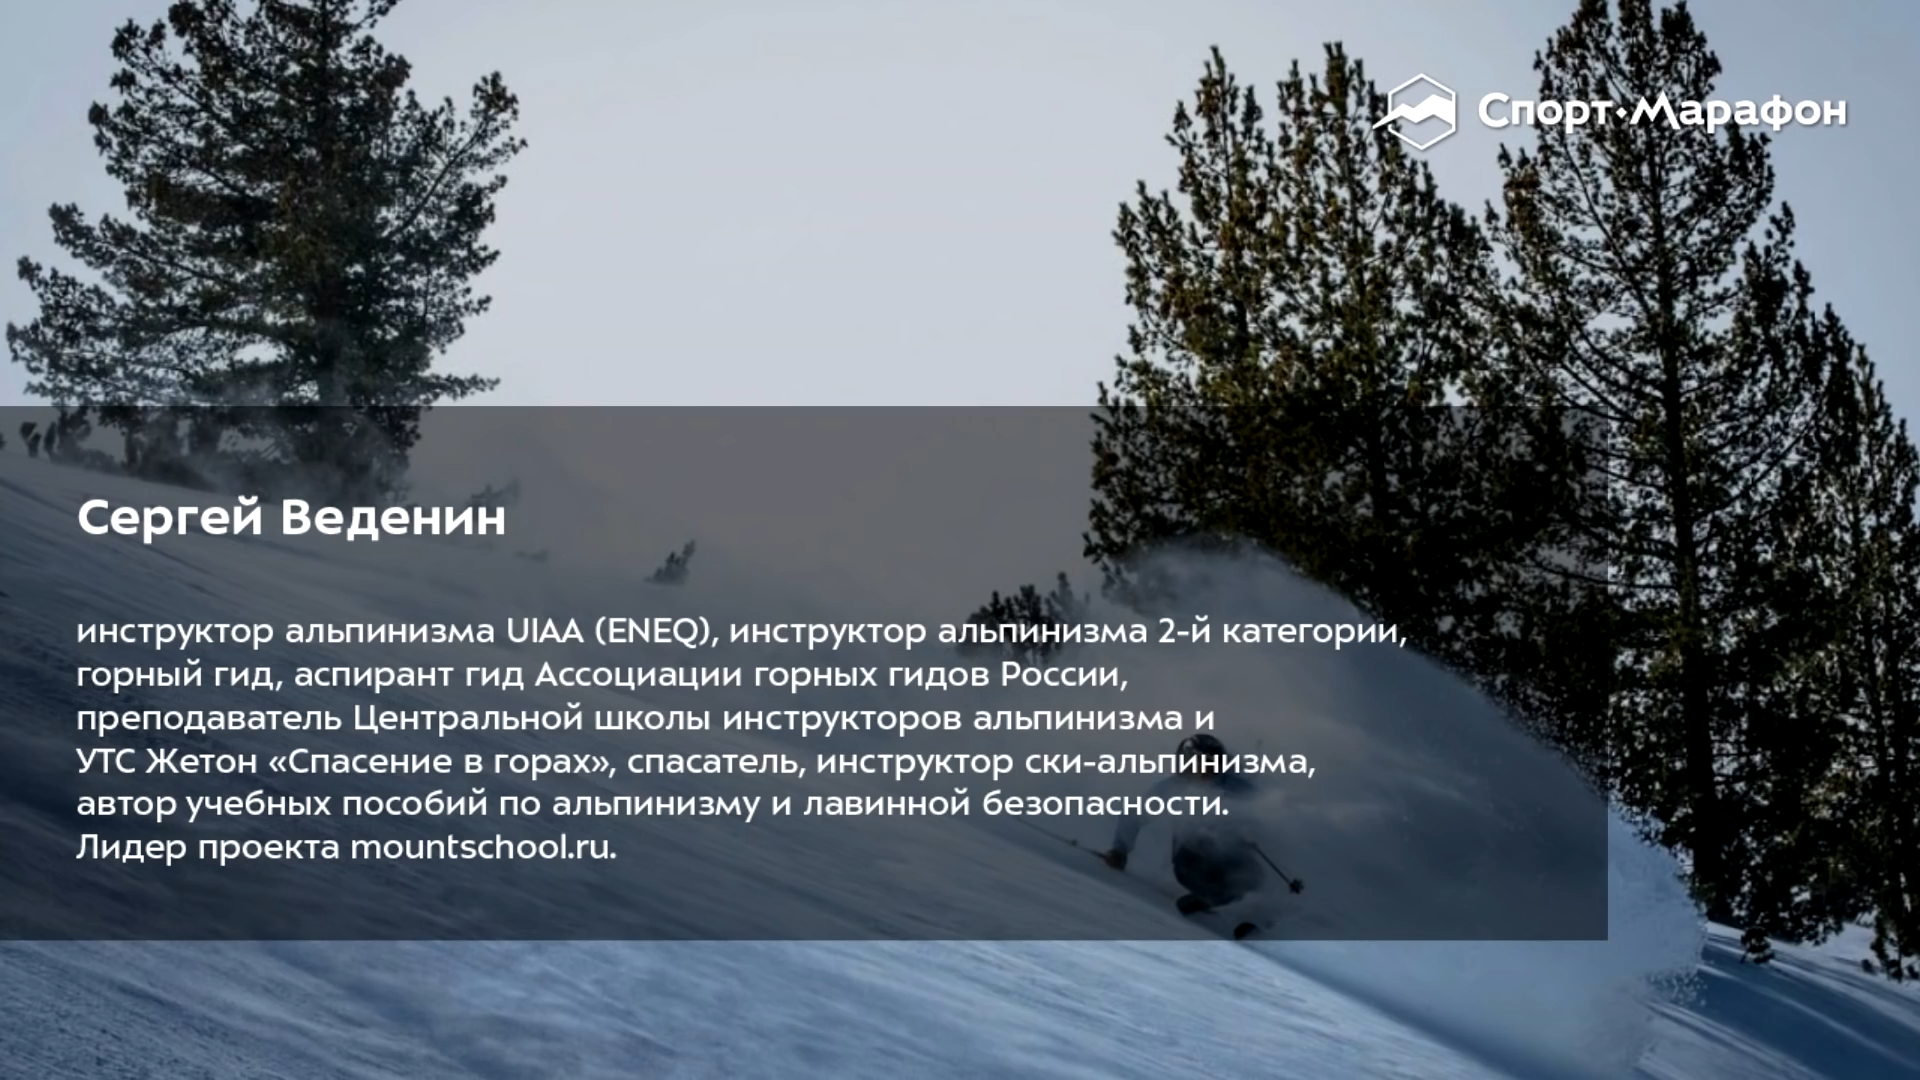 Спорт·Марафон
Сергей Веденин
инструктор альпинизма UIAA (ENEQ), инструктор альпинизма 2-й категории,
горный гид, аспирант гид Ассоциации горных гидов России,
преподаватель Центральной школы инструкторов альпинизма и
УТС Жетон «Спасение в горах», спасатель, инструктор ски-альпинизма,
автор учебных пособий по альпинизму и лавинной безопасности.
Лидер проекта mountschool.ru.